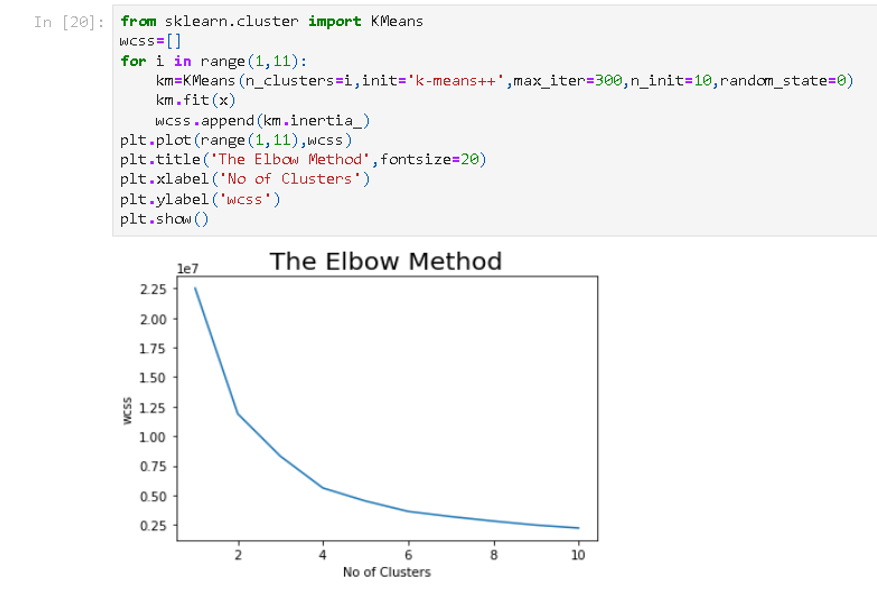 In [20]: from sklearn.cluster import KMeans
wcss=[]
for i in range(1,11):
    km=KMeans(n_clusters=i,init='k-means++',max_iter=300,n_init=10,random_state=0)
    km.fit(x)
    wcss.append(km.inertia_)
plt.plot(range(1,11),wcss)
plt.title('The Elbow Method',fontsize=20)
plt.xlabel('No of Clusters')
plt.ylabel('wcss')
plt.show()
The Elbow Method
1e7
2.25
2.00
1.75
1.50
1.25
1.00
0.75
0.50
0.25
wcss
2 4 6 8 10
No of Clusters